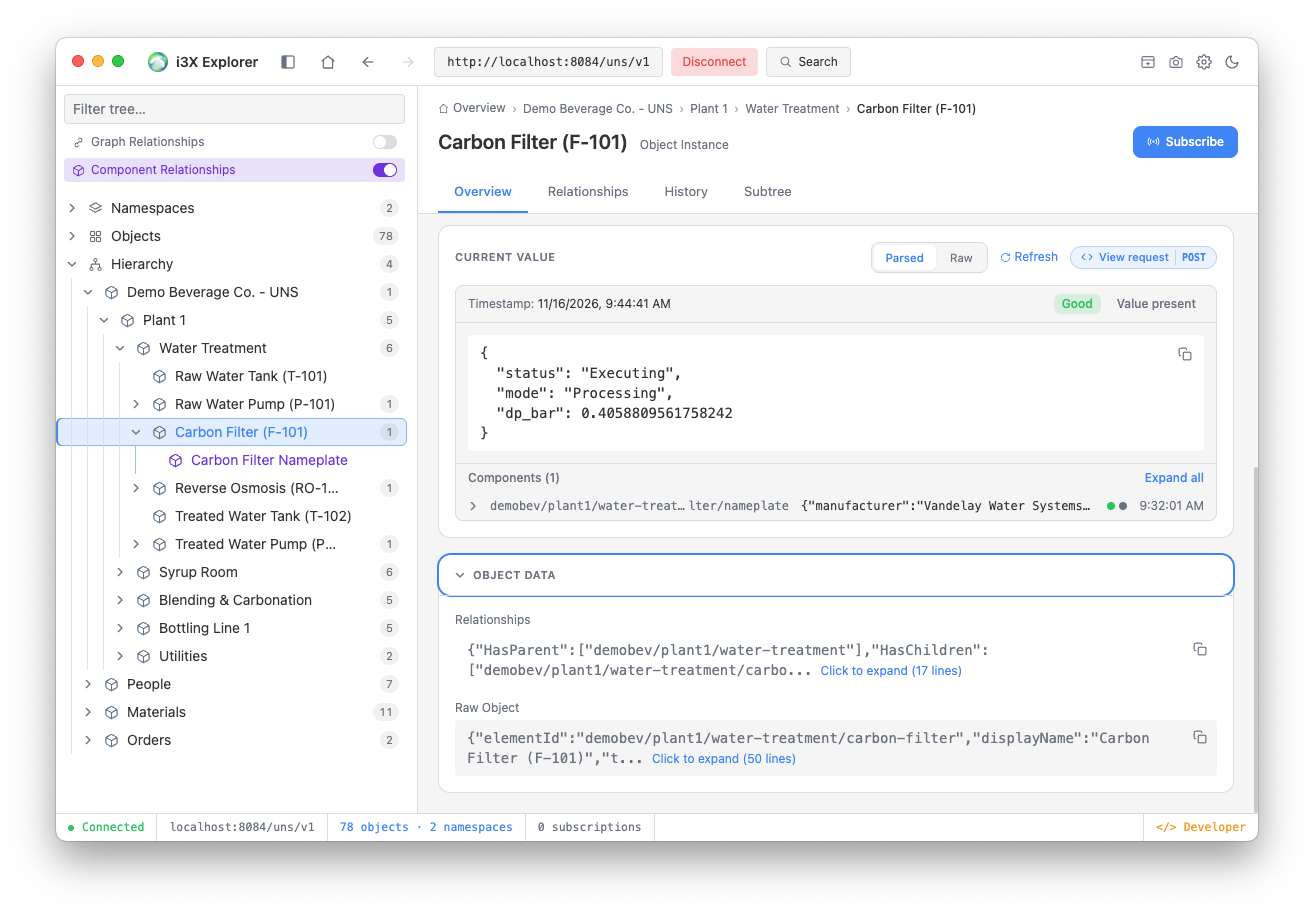 i3X Explorer
http://localhost:8084/uns/v1
Disconnect
Search
Filter tree...
Graph Relationships
Component Relationships
Namespaces 2
Objects 78
Hierarchy 4
Demo Beverage Co. - UNS 1
Plant 1 5
Water Treatment 6
Raw Water Tank (T-101)
Raw Water Pump (P-101) 1
Carbon Filter (F-101) 1
Carbon Filter Nameplate
Reverse Osmosis (RO-1... 1
Treated Water Tank (T-102)
Treated Water Pump (P... 1
Syrup Room 6
Blending & Carbonation 5
Bottling Line 1 5
Utilities 2
People 7
Materials 11
Orders 2
Overview › Demo Beverage Co. - UNS › Plant 1 › Water Treatment › Carbon Filter (F-101)
Carbon Filter (F-101) Object Instance
Subscribe
Overview Relationships History Subtree
CURRENT VALUE
Parsed Raw
Refresh
View request POST
Timestamp: 11/16/2026, 9:44:41 AM
Good Value present
{
"status": "Executing",
"mode": "Processing",
"dp_bar": 0.4058809561758242
}
Components (1)
Expand all
demobev/plant1/water-treat… lter/nameplate {"manufacturer":"Vandelay Water Systems… 9:32:01 AM
OBJECT DATA
Relationships
{"HasParent":["demobev/plant1/water-treatment"],"HasChildren":
["demobev/plant1/water-treatment/carbo... Click to expand (17 lines)
Raw Object
{"elementId":"demobev/plant1/water-treatment/carbon-filter","displayName":"Carbon
Filter (F-101)","t... Click to expand (50 lines)
Connected
localhost:8084/uns/v1
78 objects · 2 namespaces
0 subscriptions
</> Developer